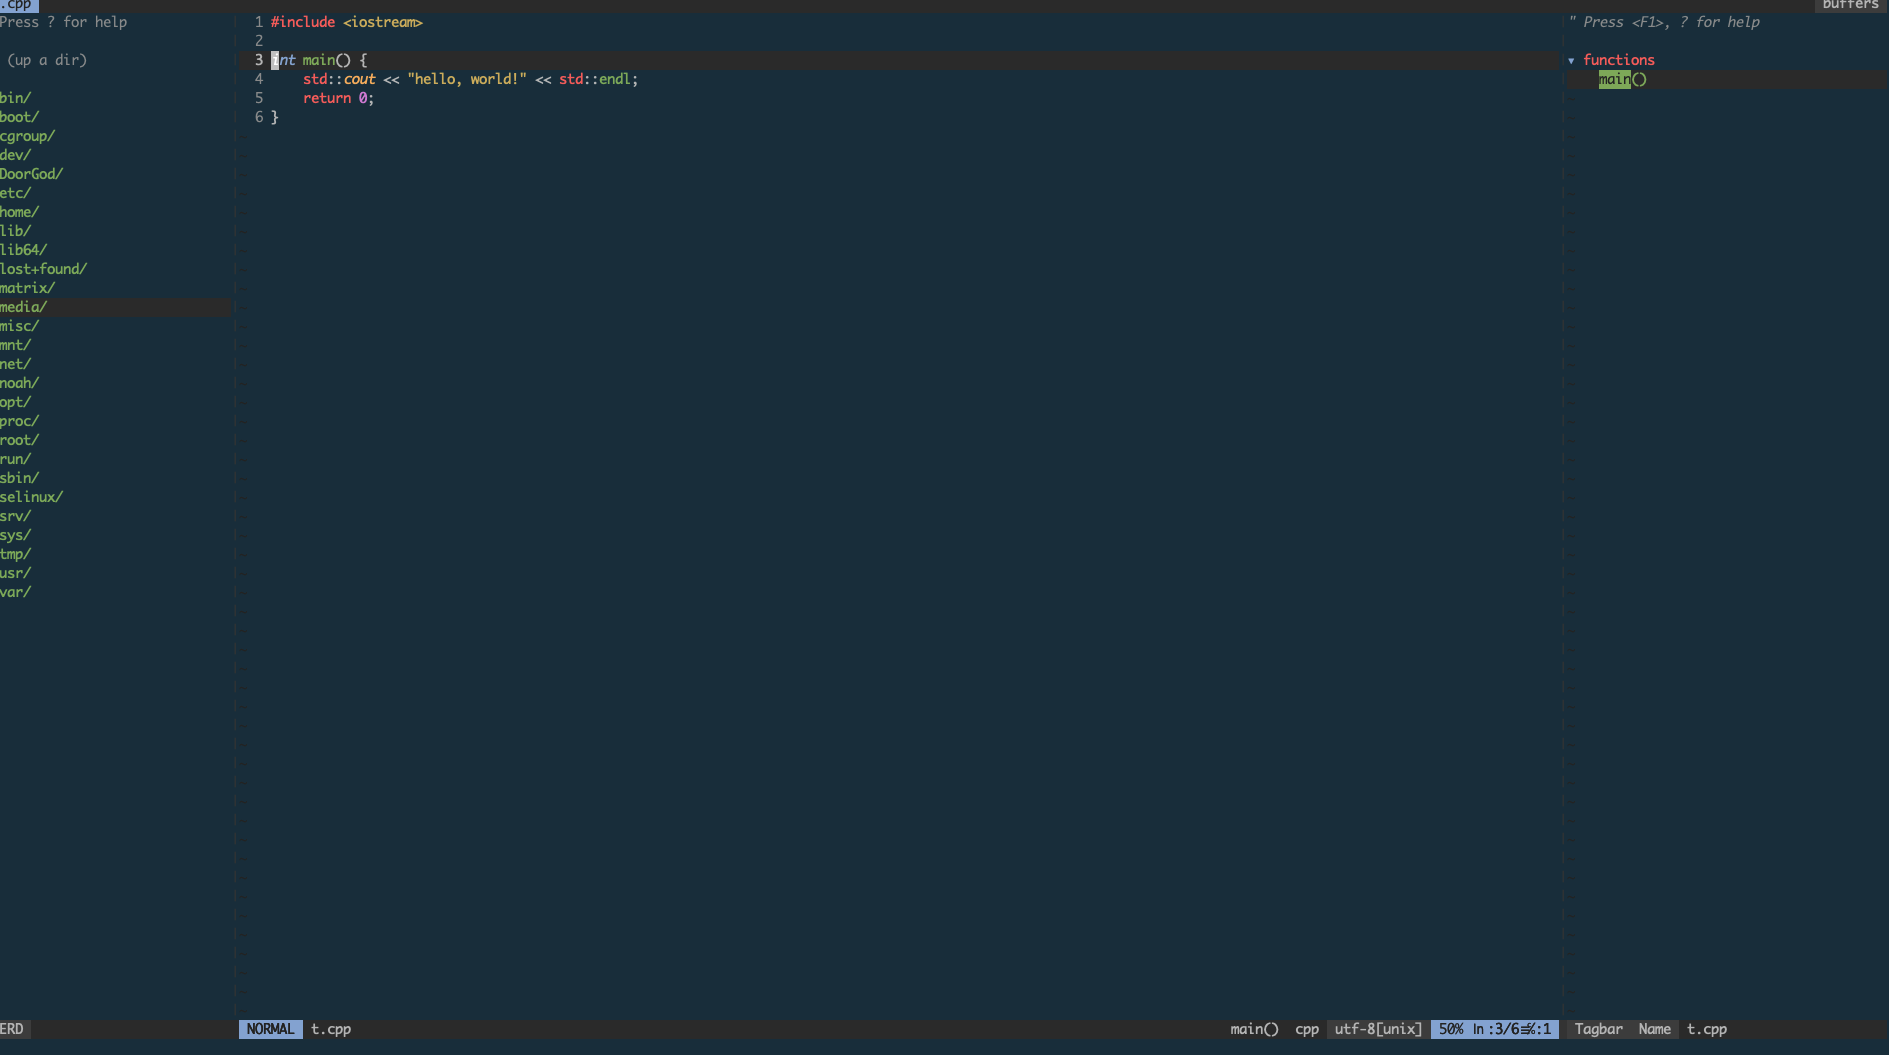 .cpp
buffers
Press ? for help
(up a dir)
bin/
boot/
cgroup/
dev/
DoorGod/
etc/
home/
lib/
lib64/
lost+found/
matrix/
media/
misc/
mnt/
net/
noah/
opt/
proc/
root/
run/
sbin/
selinux/
srv/
sys/
tmp/
usr/
var/
ERD
1 #include <iostream>
2
3 int main() {
4     std::cout << "hello, world!" << std::endl;
5     return 0;
6 }
NORMAL t.cpp main() cpp utf-8[unix] 50% ln :3/6≡℅:1
" Press <F1>, ? for help
▼ functions
main()
Tagbar Name t.cpp